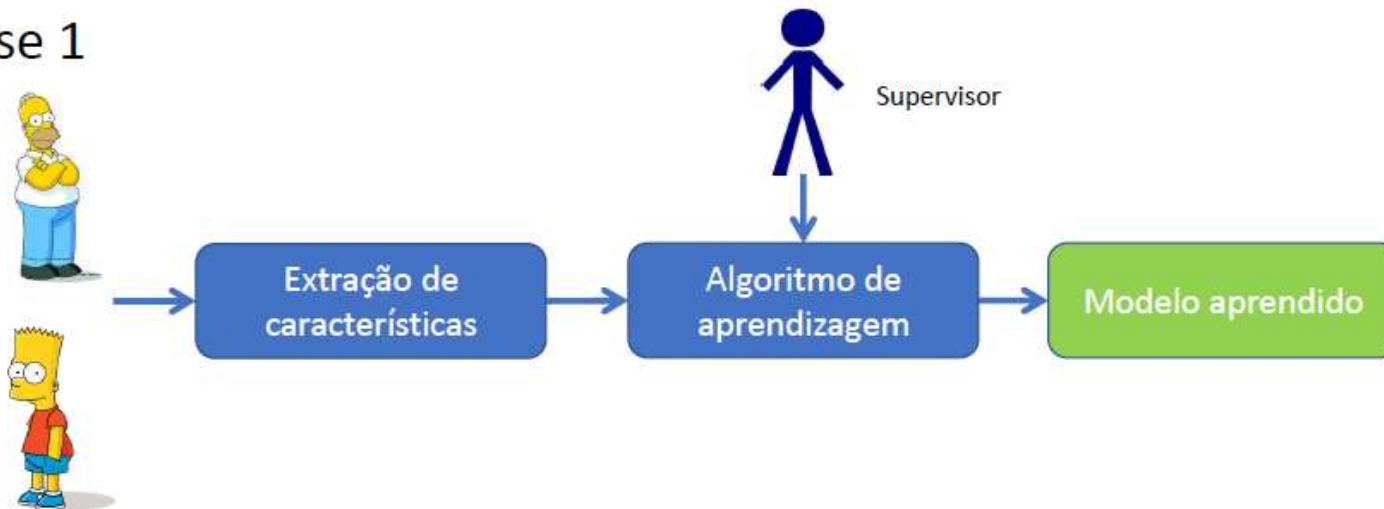 se 1
Supervisor
Extração de
características
Algoritmo de
aprendizagem
Modelo aprendido